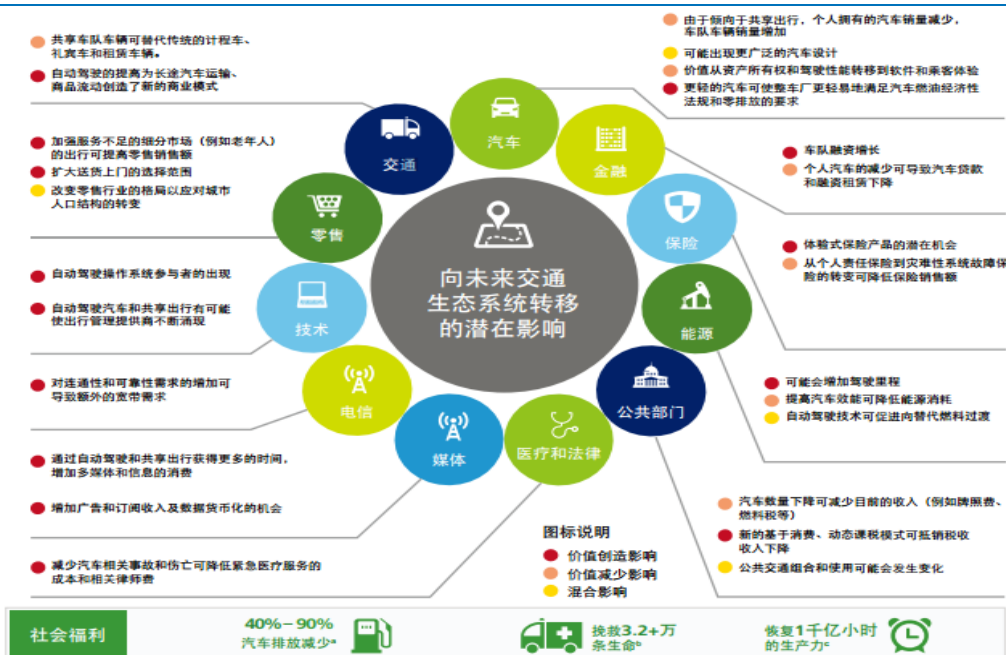 共享车队车辆可替代传统的计程车、
礼宾车和租赁车辆。
自动驾驶的提高为长途汽车运输、
商品流动创造了新的商业模式
加强服务不足的细分市场（例如老年人）
的出行可提高零售销售额
扩大送货上门的选择范围
改变零售行业的格局以应对城市
人口结构的转变
自动驾驶操作系统参与者的出现
自动驾驶汽车和共享出行有可能
使出行管理提供商不断涌现
对连通性和可靠性需求的增加可
导致额外的宽带需求
通过自动驾驶和共享出行获得更多的时间，
增加多媒体和信息的消费
增加广告和订阅收入及数据货币化的机会
减少汽车相关事故和伤亡可降低紧急医疗服务的
成本和相关律师费
交通
汽车
金融
零售
保险
技术
能源
电信
公共部门
媒体
医疗和法律
向未来交通
生态系统转移
的潜在影响
由于倾向于共享出行，个人拥有的汽车销量减少，
车队车辆销量增加
可能出现更广泛的汽车设计
价值从资产所有权和驾驶性能转移到软件和乘客体验
更轻的汽车可使整车厂更轻易地满足汽车燃油经济性
法规和零排放的要求
车队融资增长
个人汽车的减少可导致汽车贷款
和融资租赁下降
体验式保险产品的潜在机会
从个人责任保险到灾难性系统故障保
险的转变可降低保险销售额
可能会增加驾驶里程
提高汽车效能可降低能源消耗
自动驾驶技术可促进向替代燃料过渡
汽车数量下降可减少目前的收入（例如牌照费、
燃料税等）
新的基于消费、动态课税模式可抵销税收
收入下降
公共交通组合和使用可能会发生变化
图标说明
价值创造影响
价值减少影响
混合影响
社会福利
40%–90%
汽车排放减少ᵃ
挽救3.2+万
条生命ᵇ
恢复1千亿小时
的生产力ᶜ